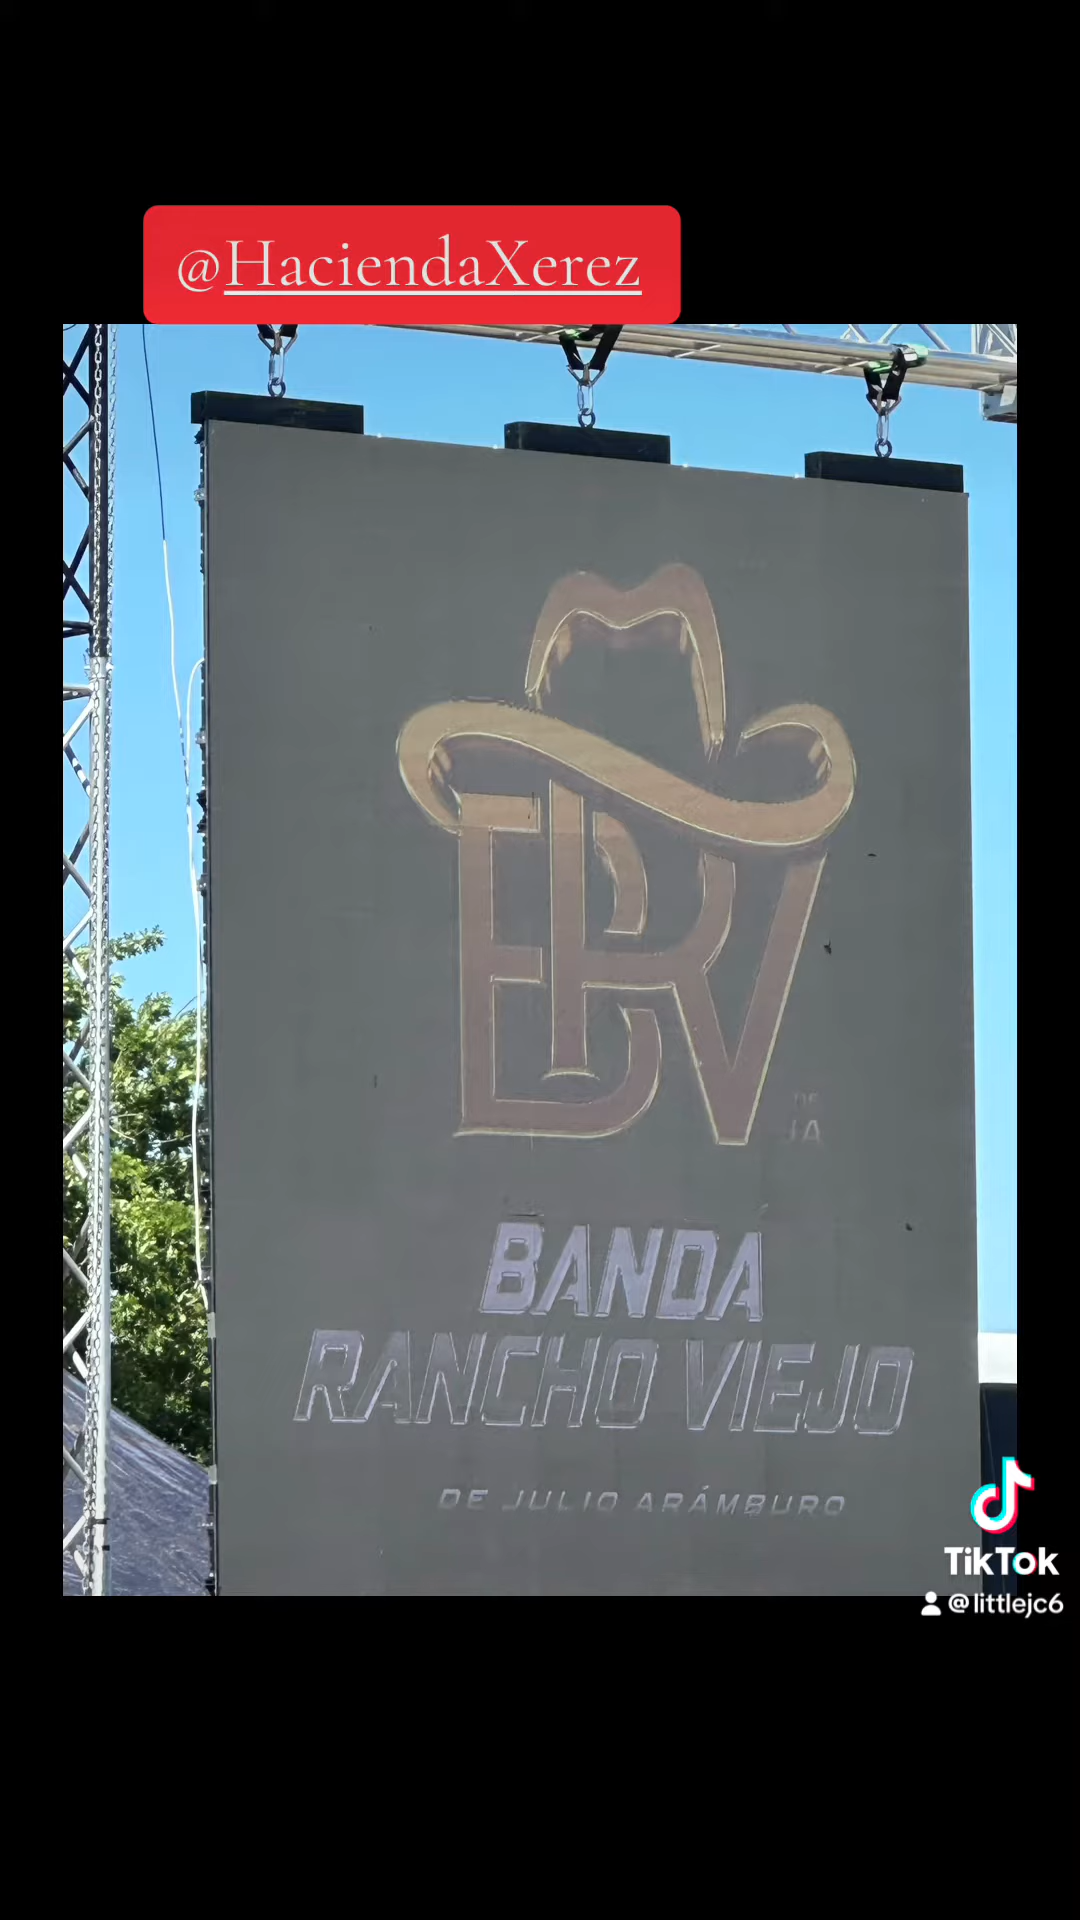 @HaciendaXerez
BRV
DE
JA
BANDA
RANCHO VIEJO
DE JULIO ARÁMBURO
TikTok
@littlejc6